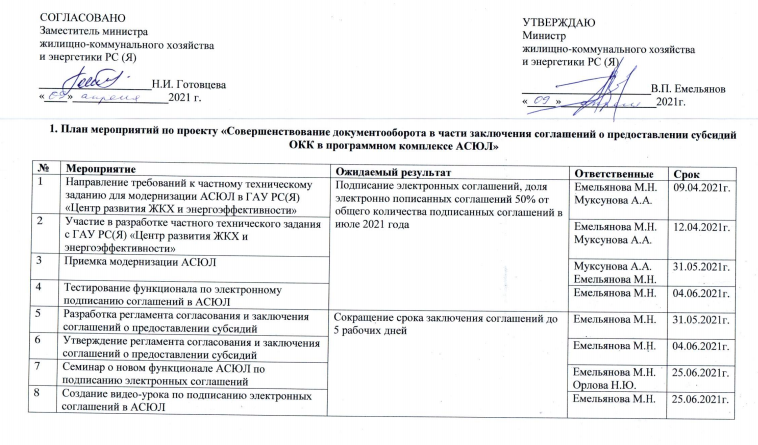 СОГЛАСОВАНО
Заместитель министра
жилищно-коммунального хозяйства
и энергетики РС (Я)
Н.И. Готовцева
« 09 » апреля 2021 г.
УТВЕРЖДАЮ
Министр
жилищно-коммунального хозяйства
и энергетики РС (Я)
В.П. Емельянов
« 09 » апреля 2021г.
1. План мероприятий по проекту «Совершенствование документооборота в части заключения соглашений о предоставлении субсидий
ОКК в программном комплексе АСЮЛ»
№ Мероприятие Ожидаемый результат Ответственные Срок
1 Направление требований к частному техническому
заданию для модернизации АСЮЛ в ГАУ РС(Я)
«Центр развития ЖКХ и энергоэффективности»
Подписание электронных соглашений, доля
электронно пописанных соглашений 50% от
общего количества подписанных соглашений в
июле 2021 года
Емельянова М.Н.
Муксунова А.А.
09.04.2021г.
2 Участие в разработке частного технического задания
с ГАУ РС(Я) «Центр развития ЖКХ и
энергоэффективности»
Емельянова М.Н.
Муксунова А.А.
12.04.2021г.
3 Приемка модернизации АСЮЛ
Муксунова А.А.
Емельянова М.Н.
31.05.2021г.
4 Тестирование функционала по электронному
подписанию соглашений в АСЮЛ
Емельянова М.Н. 04.06.2021г.
5 Разработка регламента согласования и заключения
соглашений о предоставлении субсидий
Сокращение срока заключения соглашений до
5 рабочих дней
Емельянова М.Н. 31.05.2021г.
6 Утверждение регламента согласования и заключения
соглашений о предоставлении субсидий
Емельянова М.Н. 04.06.2021г.
7 Семинар о новом функционале АСЮЛ по
подписанию электронных соглашений
Емельянова М.Н.
Орлова Н.Ю.
25.06.2021г.
8 Создание видео-урока по подписанию электронных
соглашений в АСЮЛ
Емельянова М.Н. 25.06.2021г.